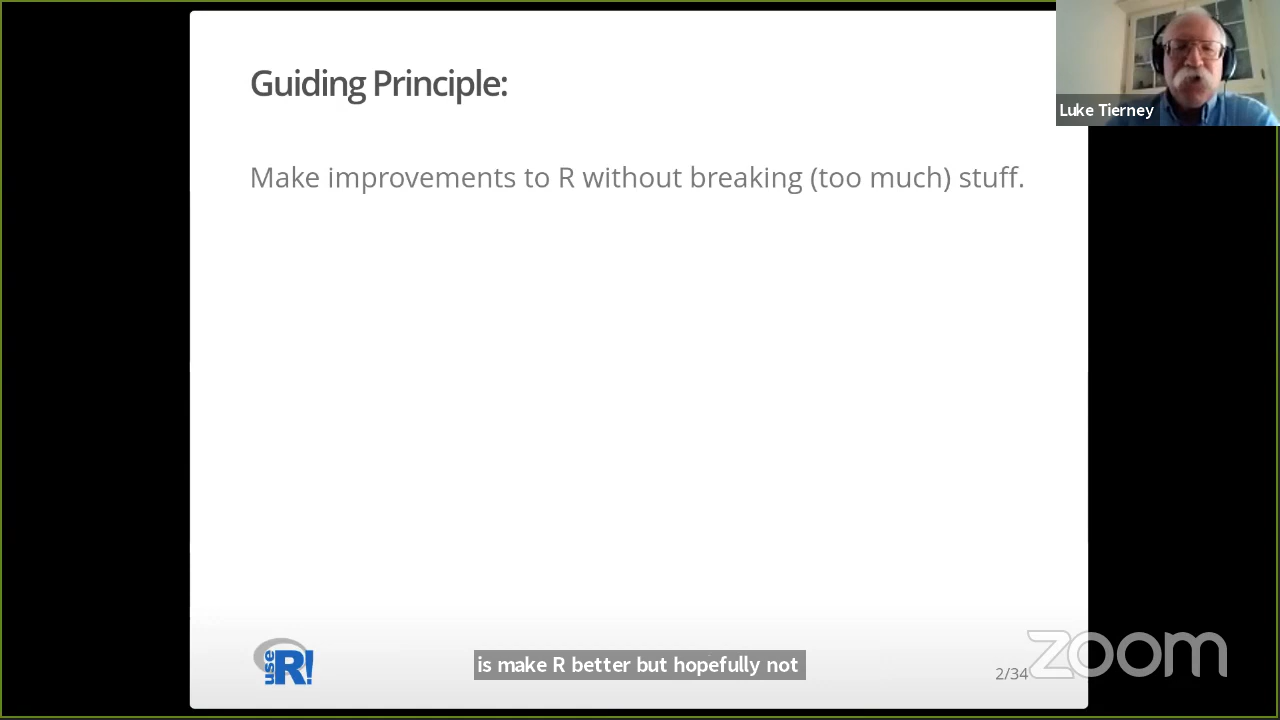 Guiding Principle:
Luke Tierney
Make improvements to R without breaking (too much) stuff.
use R!
is make R better but hopefully not
2/34
zoom